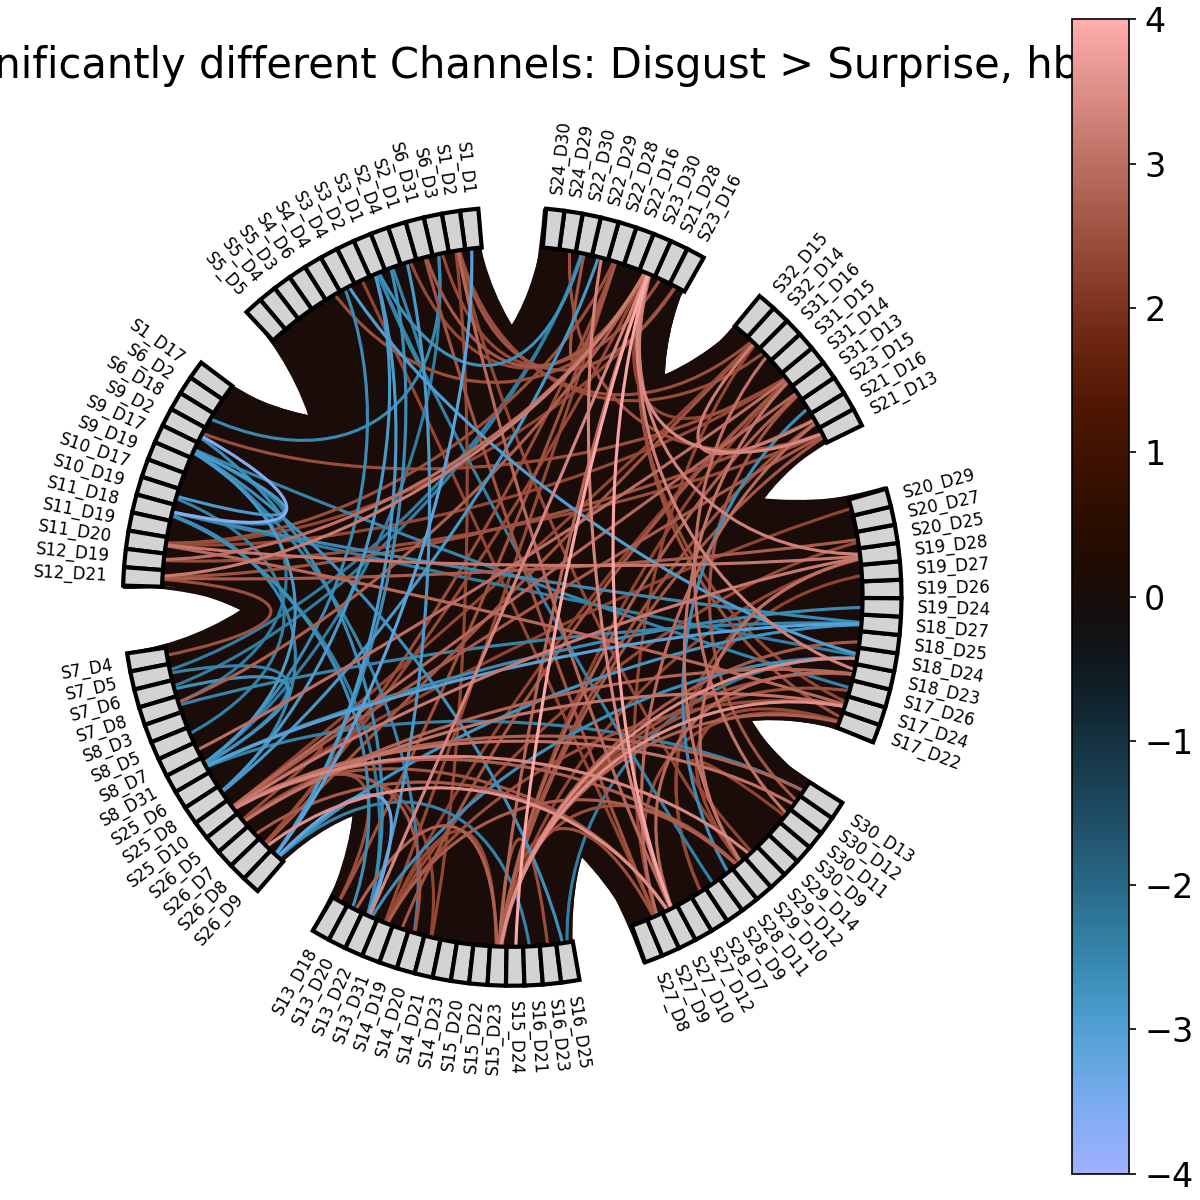 nificantly different Channels: Disgust > Surprise, hb
4
3
2
1
0
−1
−2
−3
−4
S1_D1
S1_D2
S6_D3
S6_D31
S2_D1
S2_D4
S3_D1
S3_D2
S3_D4
S4_D4
S4_D6
S5_D3
S5_D4
S5_D5
S1_D17
S6_D2
S6_D18
S9_D2
S9_D17
S9_D19
S10_D17
S10_D19
S11_D18
S11_D19
S11_D20
S12_D19
S12_D21
S7_D4
S7_D5
S7_D6
S7_D8
S8_D3
S8_D5
S8_D7
S8_D31
S25_D6
S25_D8
S25_D10
S26_D5
S26_D7
S26_D8
S26_D9
S13_D18
S13_D20
S13_D22
S13_D31
S14_D19
S14_D20
S14_D21
S14_D23
S15_D20
S15_D22
S15_D23
S15_D24
S16_D21
S16_D23
S16_D25
S27_D8
S27_D9
S27_D10
S27_D12
S28_D7
S28_D9
S28_D11
S29_D10
S29_D12
S29_D14
S30_D9
S30_D11
S30_D12
S30_D13
S17_D22
S17_D24
S17_D26
S18_D23
S18_D24
S18_D25
S18_D27
S19_D24
S19_D26
S19_D27
S19_D28
S20_D25
S20_D27
S20_D29
S21_D13
S21_D16
S23_D15
S31_D13
S31_D14
S31_D15
S31_D16
S32_D14
S32_D15
S23_D16
S21_D28
S23_D30
S22_D16
S22_D28
S22_D29
S22_D30
S24_D29
S24_D30